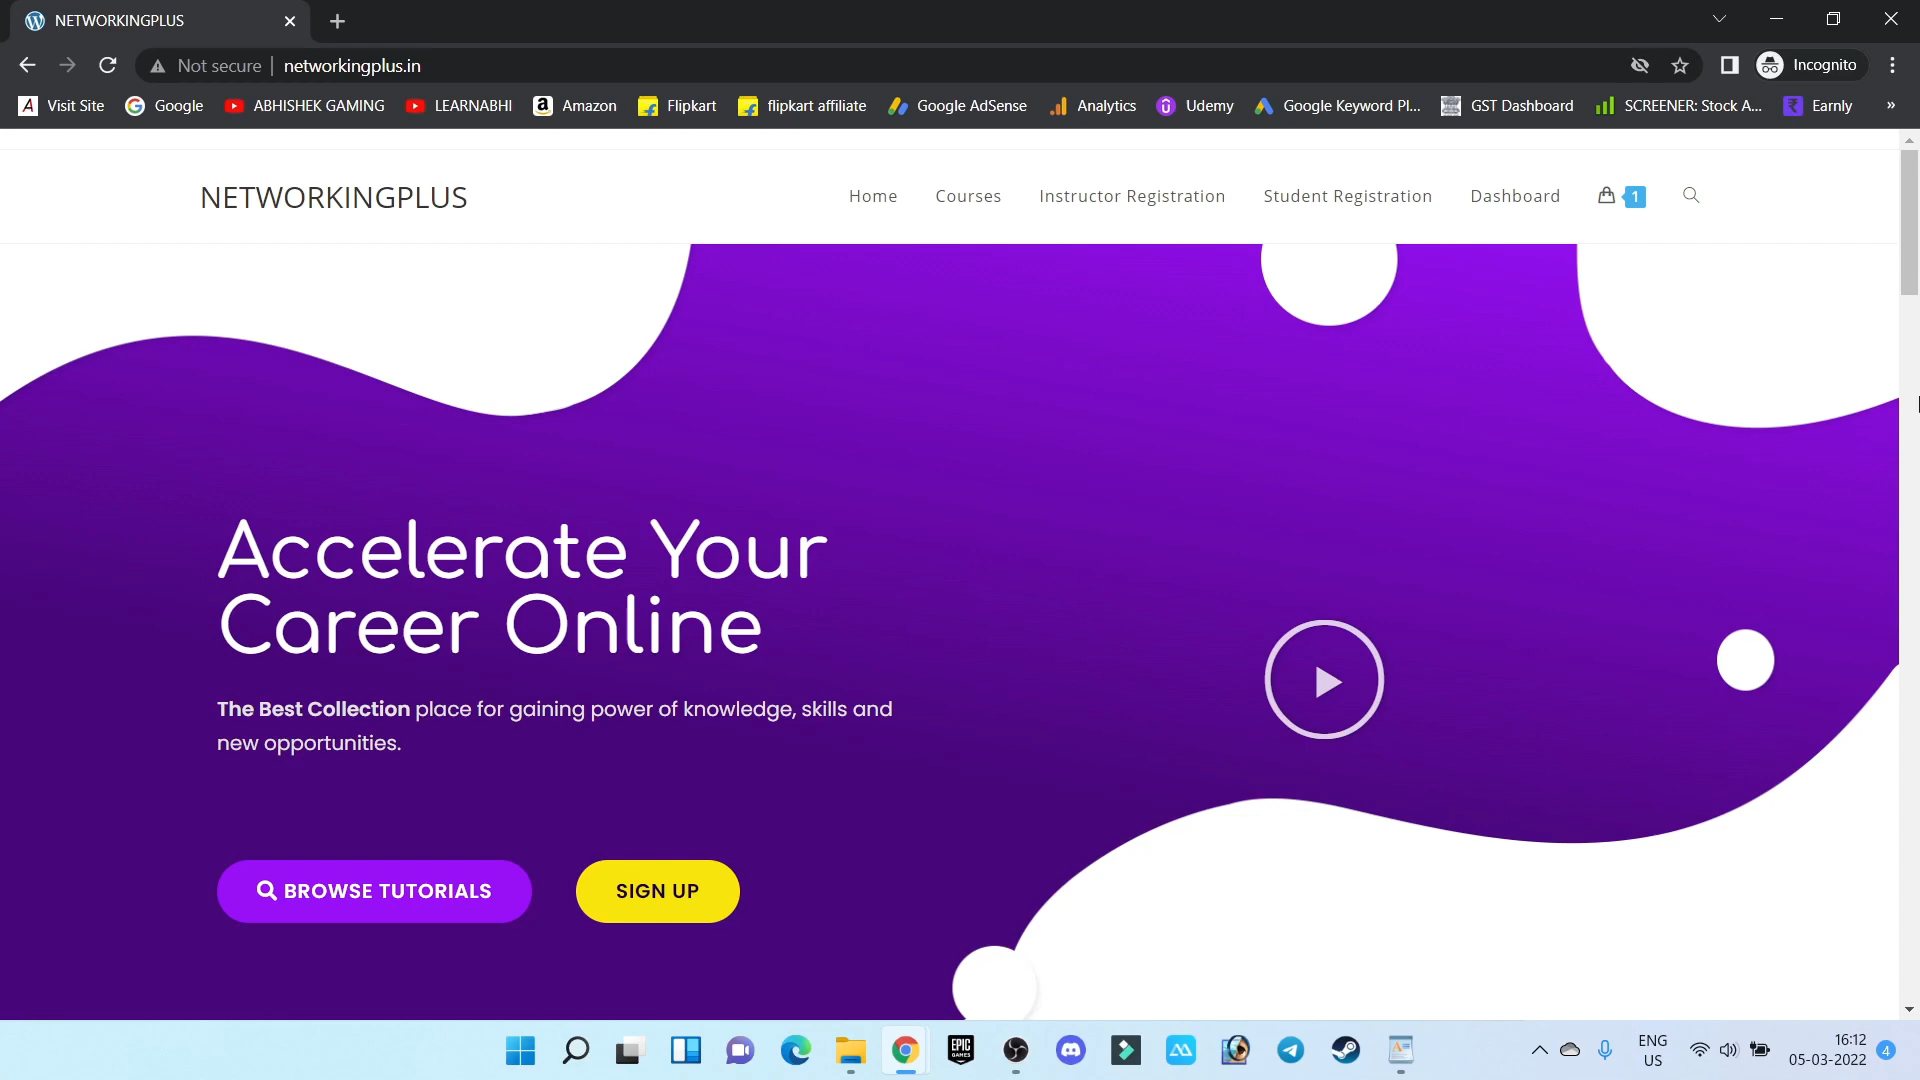 NETWORKINGPLUS
Not secure networkingplus.in Incognito
Visit Site Google ABHISHEK GAMING LEARNABHI Amazon Flipkart flipkart affiliate Google AdSense Analytics Udemy Google Keyword Pl... GST Dashboard SCREENER: Stock A... Earnly »
NETWORKINGPLUS Home Courses Instructor Registration Student Registration Dashboard 1
Accelerate Your
Career Online
The Best Collection place for gaining power of knowledge, skills and
new opportunities.
BROWSE TUTORIALS SIGN UP
EPIC GAMES
ENG 16:12
US 05-03-2022 4